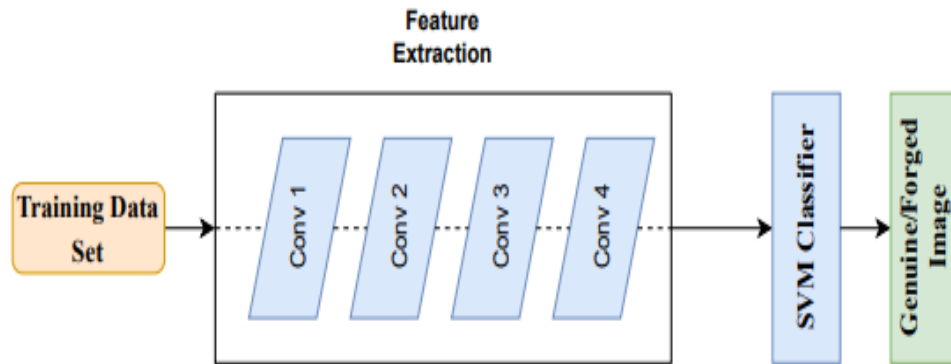 Feature
Extraction
Training Data
Set
Conv 1
Conv 2
Conv 3
Conv 4
SVM Classifier
Genuine/Forged
Image